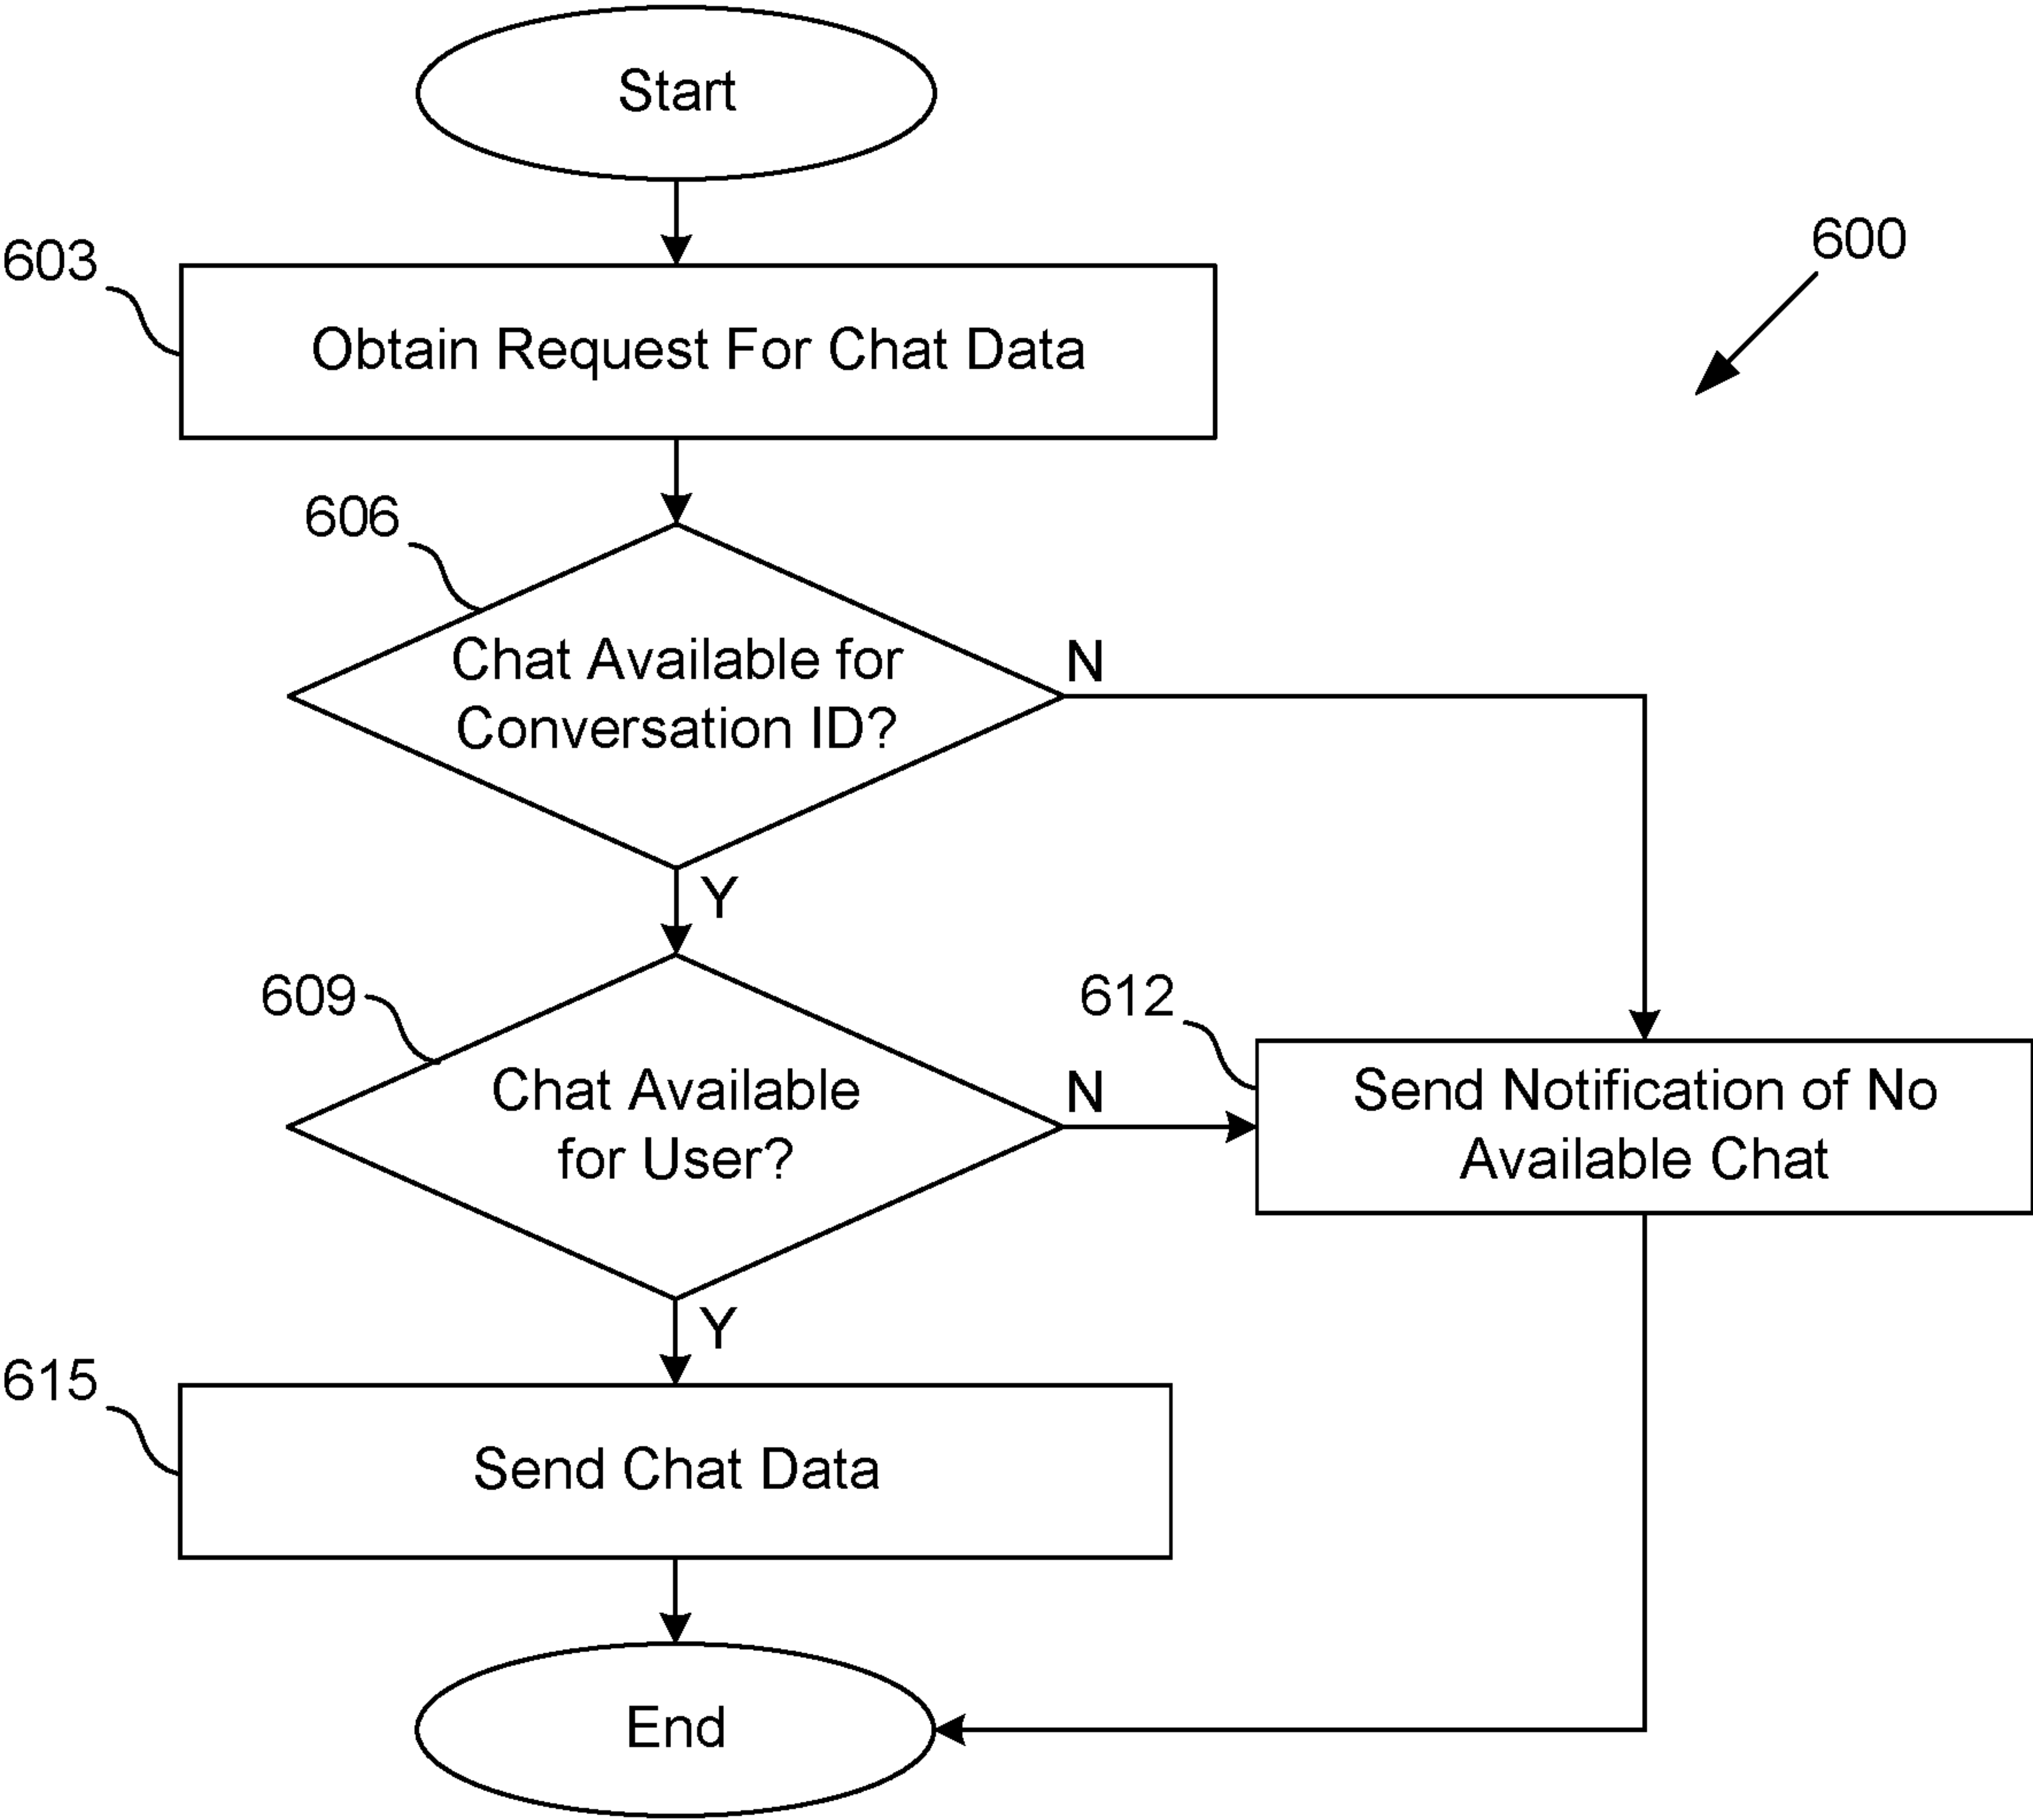 Start
603
600
Obtain Request For Chat Data
606
Chat Available for
Conversation ID?
N
Y
609
612
Chat Available
for User?
N
Send Notification of No
Available Chat
Y
615
Send Chat Data
End